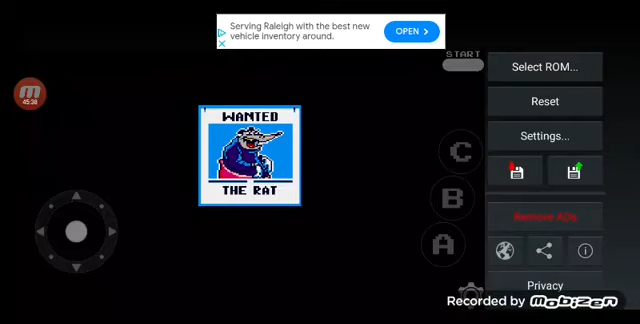 Serving Raleigh with the best new
vehicle inventory around.
OPEN
START
Select ROM...
45:38
Reset
WANTED
Settings...
C
THE RAT
B
Remove ADs
A
Privacy
Recorded by MOBIZEN